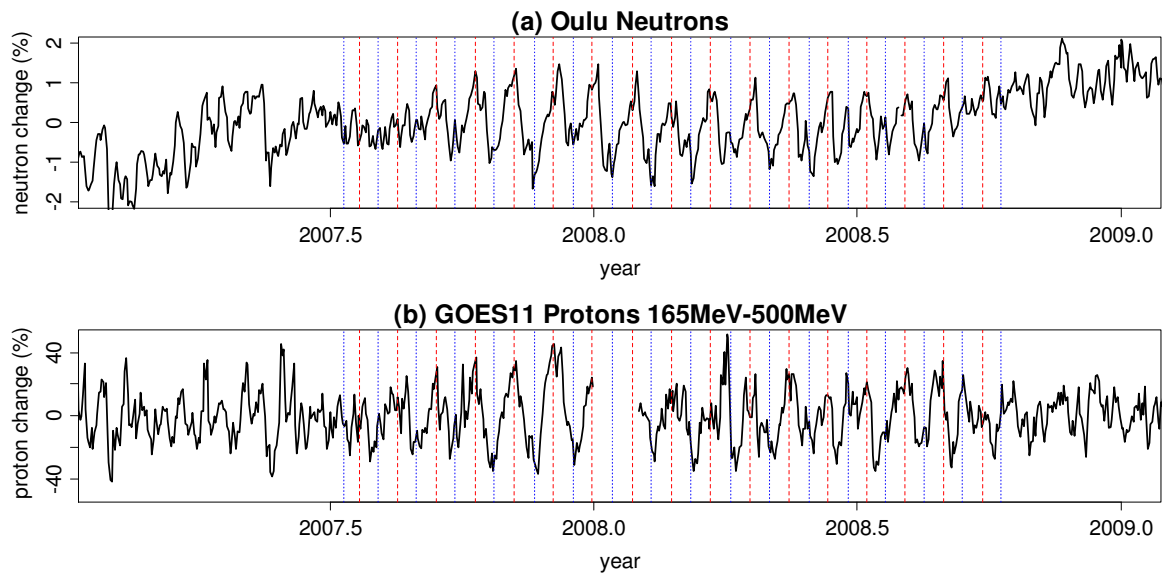 (a) Oulu Neutrons
neutron change (%)
2
1
0
-1
-2
2007.5 2008.0 2008.5 2009.0
year
(b) GOES11 Protons 165MeV-500MeV
proton change (%)
40
0
-40
2007.5 2008.0 2008.5 2009.0
year